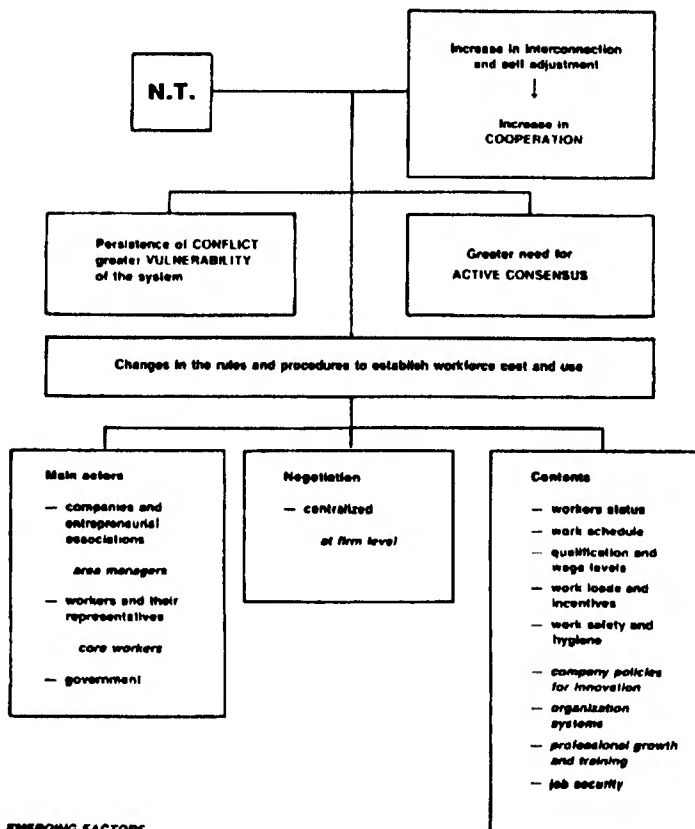 N.T.
Increase in interconnection
and self adjustment
↓
Increase in
COOPERATION
Persistence of CONFLICT
greater VULNERABILITY
of the system
Greater need for
ACTIVE CONSENSUS
Changes in the rules and procedures to establish workforce cost and use
Main actors
— companies and
entrepreneurial
associations
area managers
— workers and their
representatives
core workers
— government
Negotiation
— centralized
at firm level
Contents
— workers status
— work schedule
— qualification and
wage levels
— work loads and
incentives
— work safety and
hygiene
— company policies
for innovation
— organization
systems
— professional growth
and training
— job security
EMERGING FACTORS